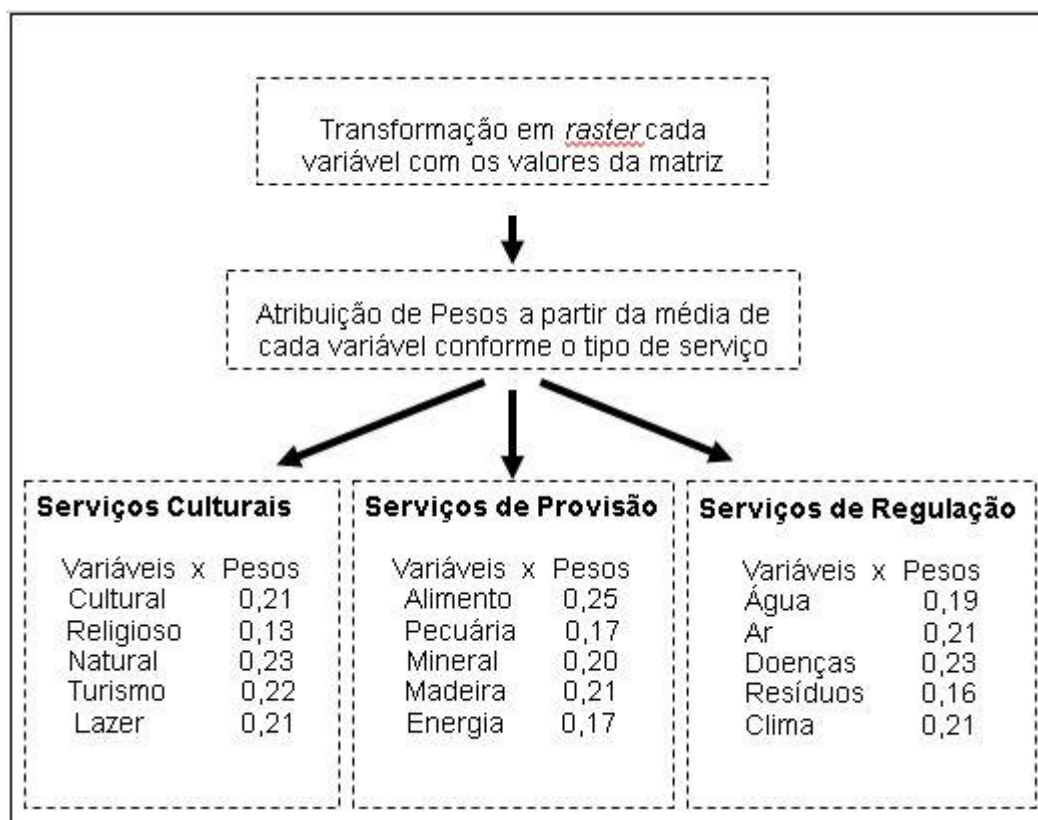 Transformação em raster cada
variável com os valores da matriz
Atribuição de Pesos a partir da média de
cada variável conforme o tipo de serviço
Serviços Culturais
Variáveis x Pesos
Cultural 0,21
Religioso 0,13
Natural 0,23
Turismo 0,22
Lazer 0,21
Serviços de Provisão
Variáveis x Pesos
Alimento 0,25
Pecuária 0,17
Mineral 0,20
Madeira 0,21
Energia 0,17
Serviços de Regulação
Variáveis x Pesos
Água 0,19
Ar 0,21
Doenças 0,23
Resíduos 0,16
Clima 0,21